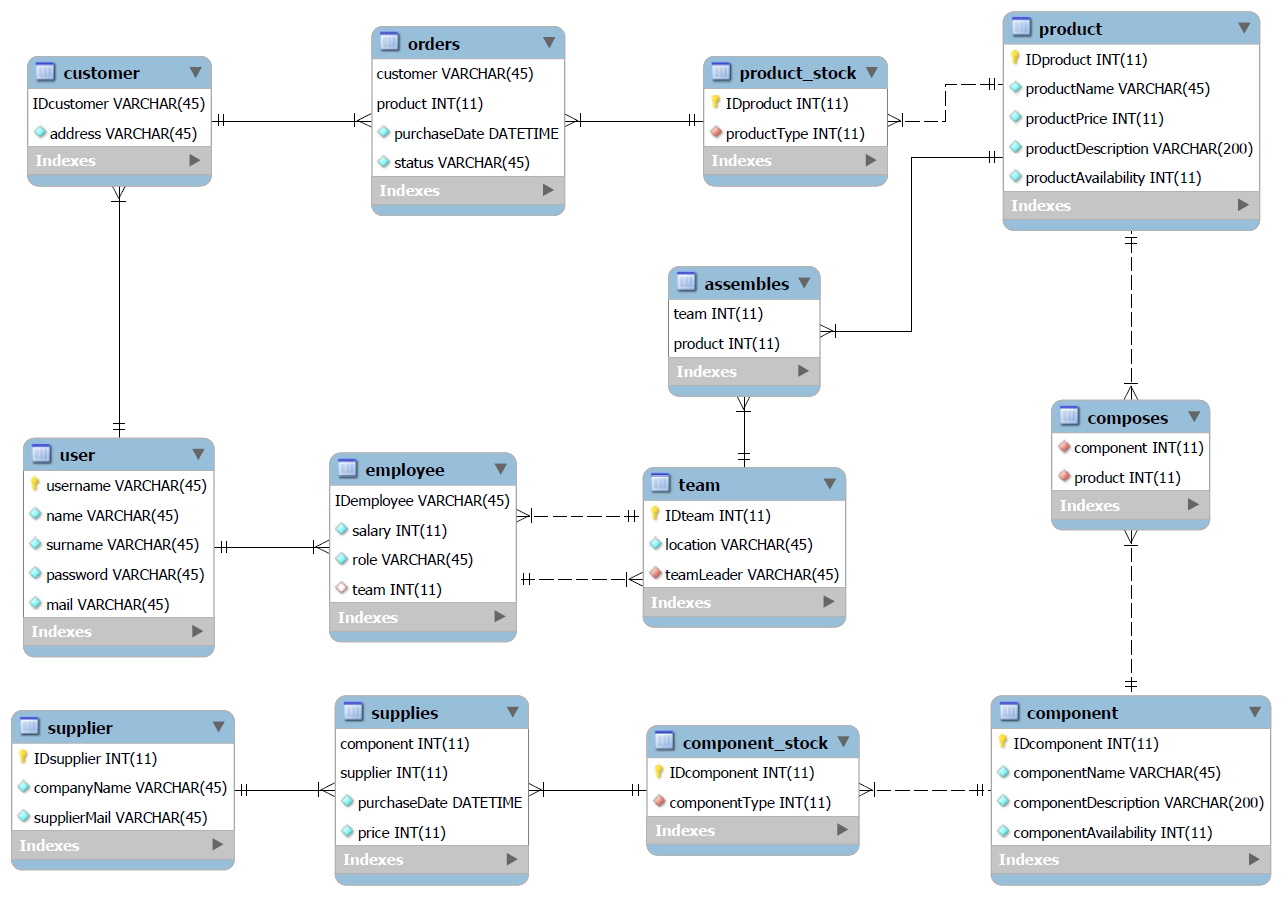 customer
IDcustomer VARCHAR(45)
address VARCHAR(45)
Indexes
orders
customer VARCHAR(45)
product INT(11)
purchaseDate DATETIME
status VARCHAR(45)
Indexes
product_stock
IDproduct INT(11)
productType INT(11)
Indexes
product
IDproduct INT(11)
productName VARCHAR(45)
productPrice INT(11)
productDescription VARCHAR(200)
productAvailability INT(11)
Indexes
assembles
team INT(11)
product INT(11)
Indexes
composes
component INT(11)
product INT(11)
Indexes
user
username VARCHAR(45)
name VARCHAR(45)
surname VARCHAR(45)
password VARCHAR(45)
mail VARCHAR(45)
Indexes
employee
IDemployee VARCHAR(45)
salary INT(11)
role VARCHAR(45)
team INT(11)
Indexes
team
IDteam INT(11)
location VARCHAR(45)
teamLeader VARCHAR(45)
Indexes
supplier
IDsupplier INT(11)
companyName VARCHAR(45)
supplierMail VARCHAR(45)
Indexes
supplies
component INT(11)
supplier INT(11)
purchaseDate DATETIME
price INT(11)
Indexes
component_stock
IDcomponent INT(11)
componentType INT(11)
Indexes
component
IDcomponent INT(11)
componentName VARCHAR(45)
componentDescription VARCHAR(200)
componentAvailability INT(11)
Indexes